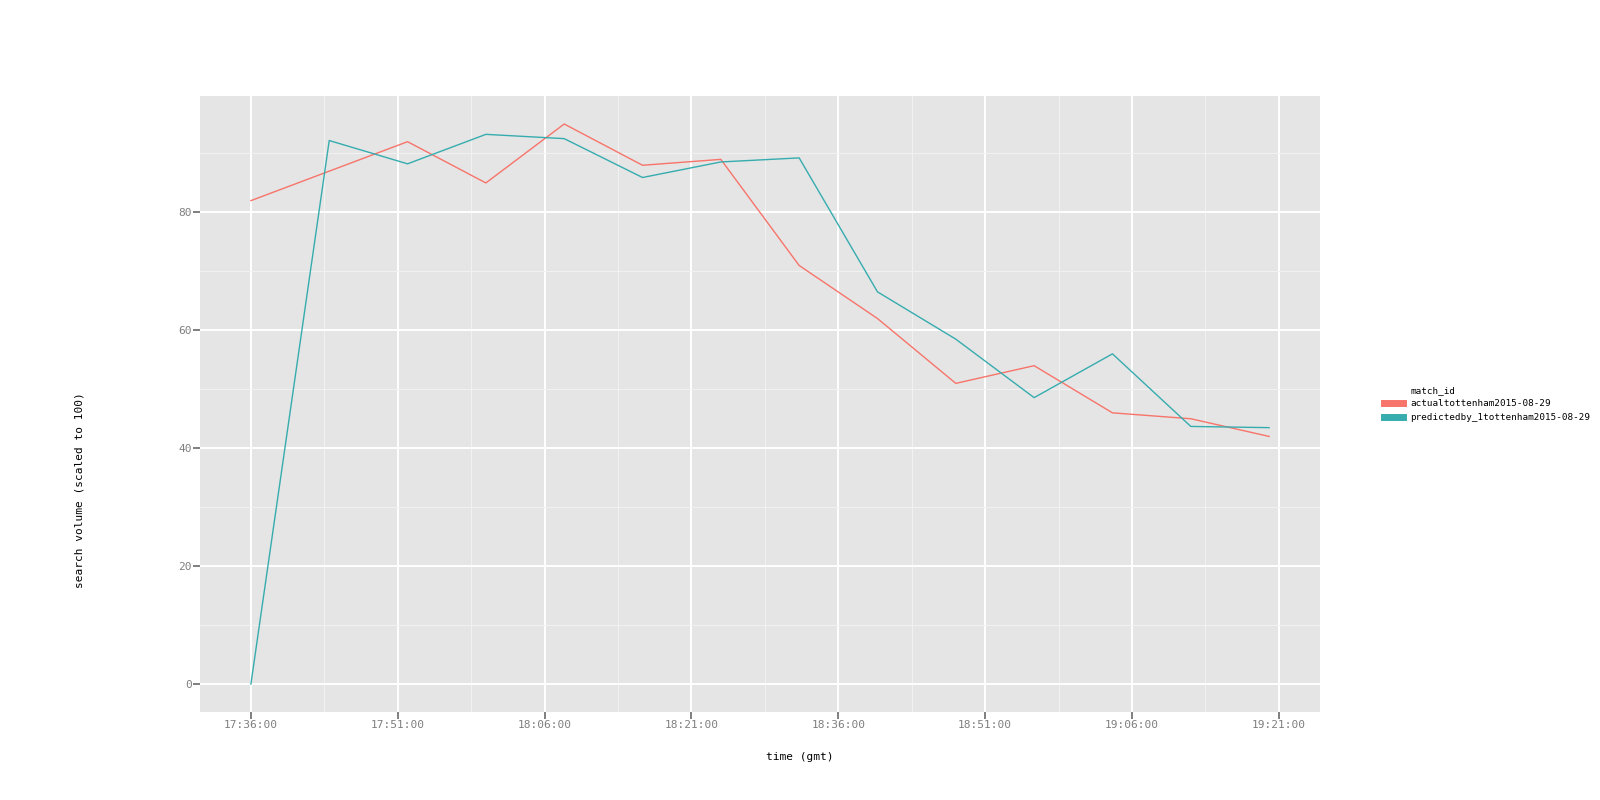 search volume (scaled to 100)
80
60
40
20
0
17:36:00
17:51:00
18:06:00
18:21:00
18:36:00
18:51:00
19:06:00
19:21:00
time (gmt)
match_id
actualtottenham2015-08-29
predictedby_1tottenham2015-08-29